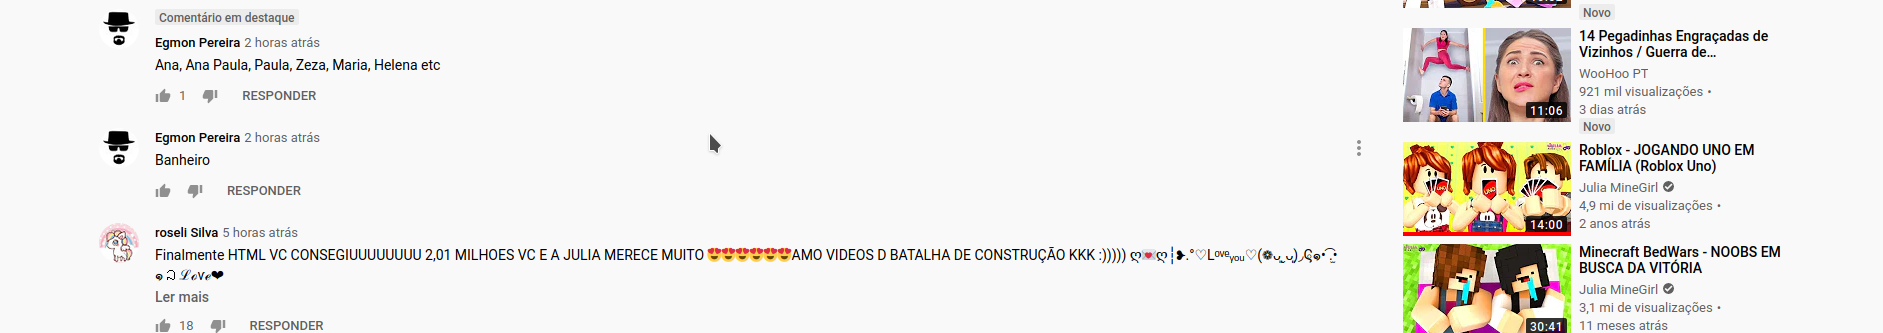 Comentário em destaque
Egmon Pereira 2 horas atrás
Ana, Ana Paula, Paula, Zeza, Maria, Helena etc
1 RESPONDER
Egmon Pereira 2 horas atrás
Banheiro
RESPONDER
roseli Silva 5 horas atrás
Finalmente HTML VC CONSEGIUUUUUUUU 2,01 MILHOES VC E A JULIA MERECE MUITO 😍😍😍😍😍😍AMO VIDEOS D BATALHA DE CONSTRUÇÃO KKK :))))) ღ💌ღ
𝓛𝓸𝓿𝓮❤
Ler mais
18 RESPONDER
Novo
14 Pegadinhas Engraçadas de
Vizinhos / Guerra de...
WooHoo PT
921 mil visualizações •
3 dias atrás
Novo
11:06
Roblox - JOGANDO UNO EM
FAMÍLIA (Roblox Uno)
Julia MineGirl
4,9 mi de visualizações •
2 anos atrás
14:00
Minecraft BedWars - NOOBS EM
BUSCA DA VITÓRIA
Julia MineGirl
3,1 mi de visualizações •
11 meses atrás
30:41